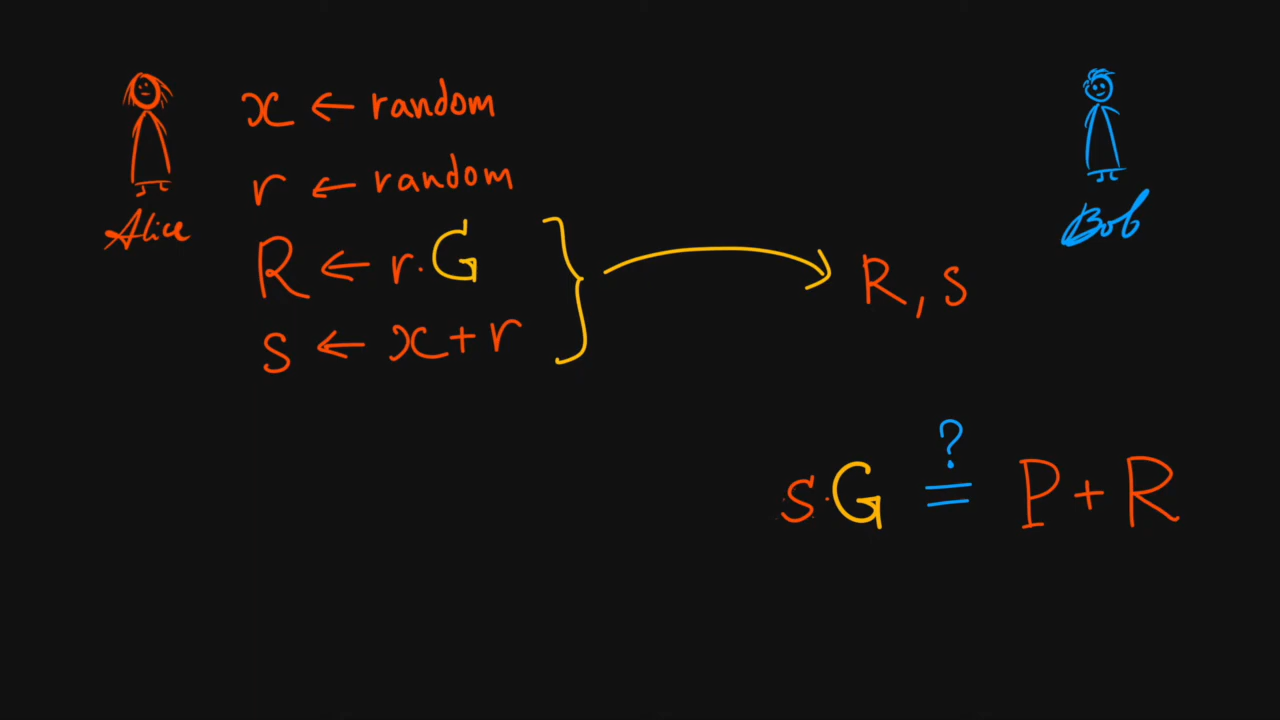 x ← random
r ← random
Alice
Bob
R ← r·G
R, s
s ← x+r
?
s·G = P+R